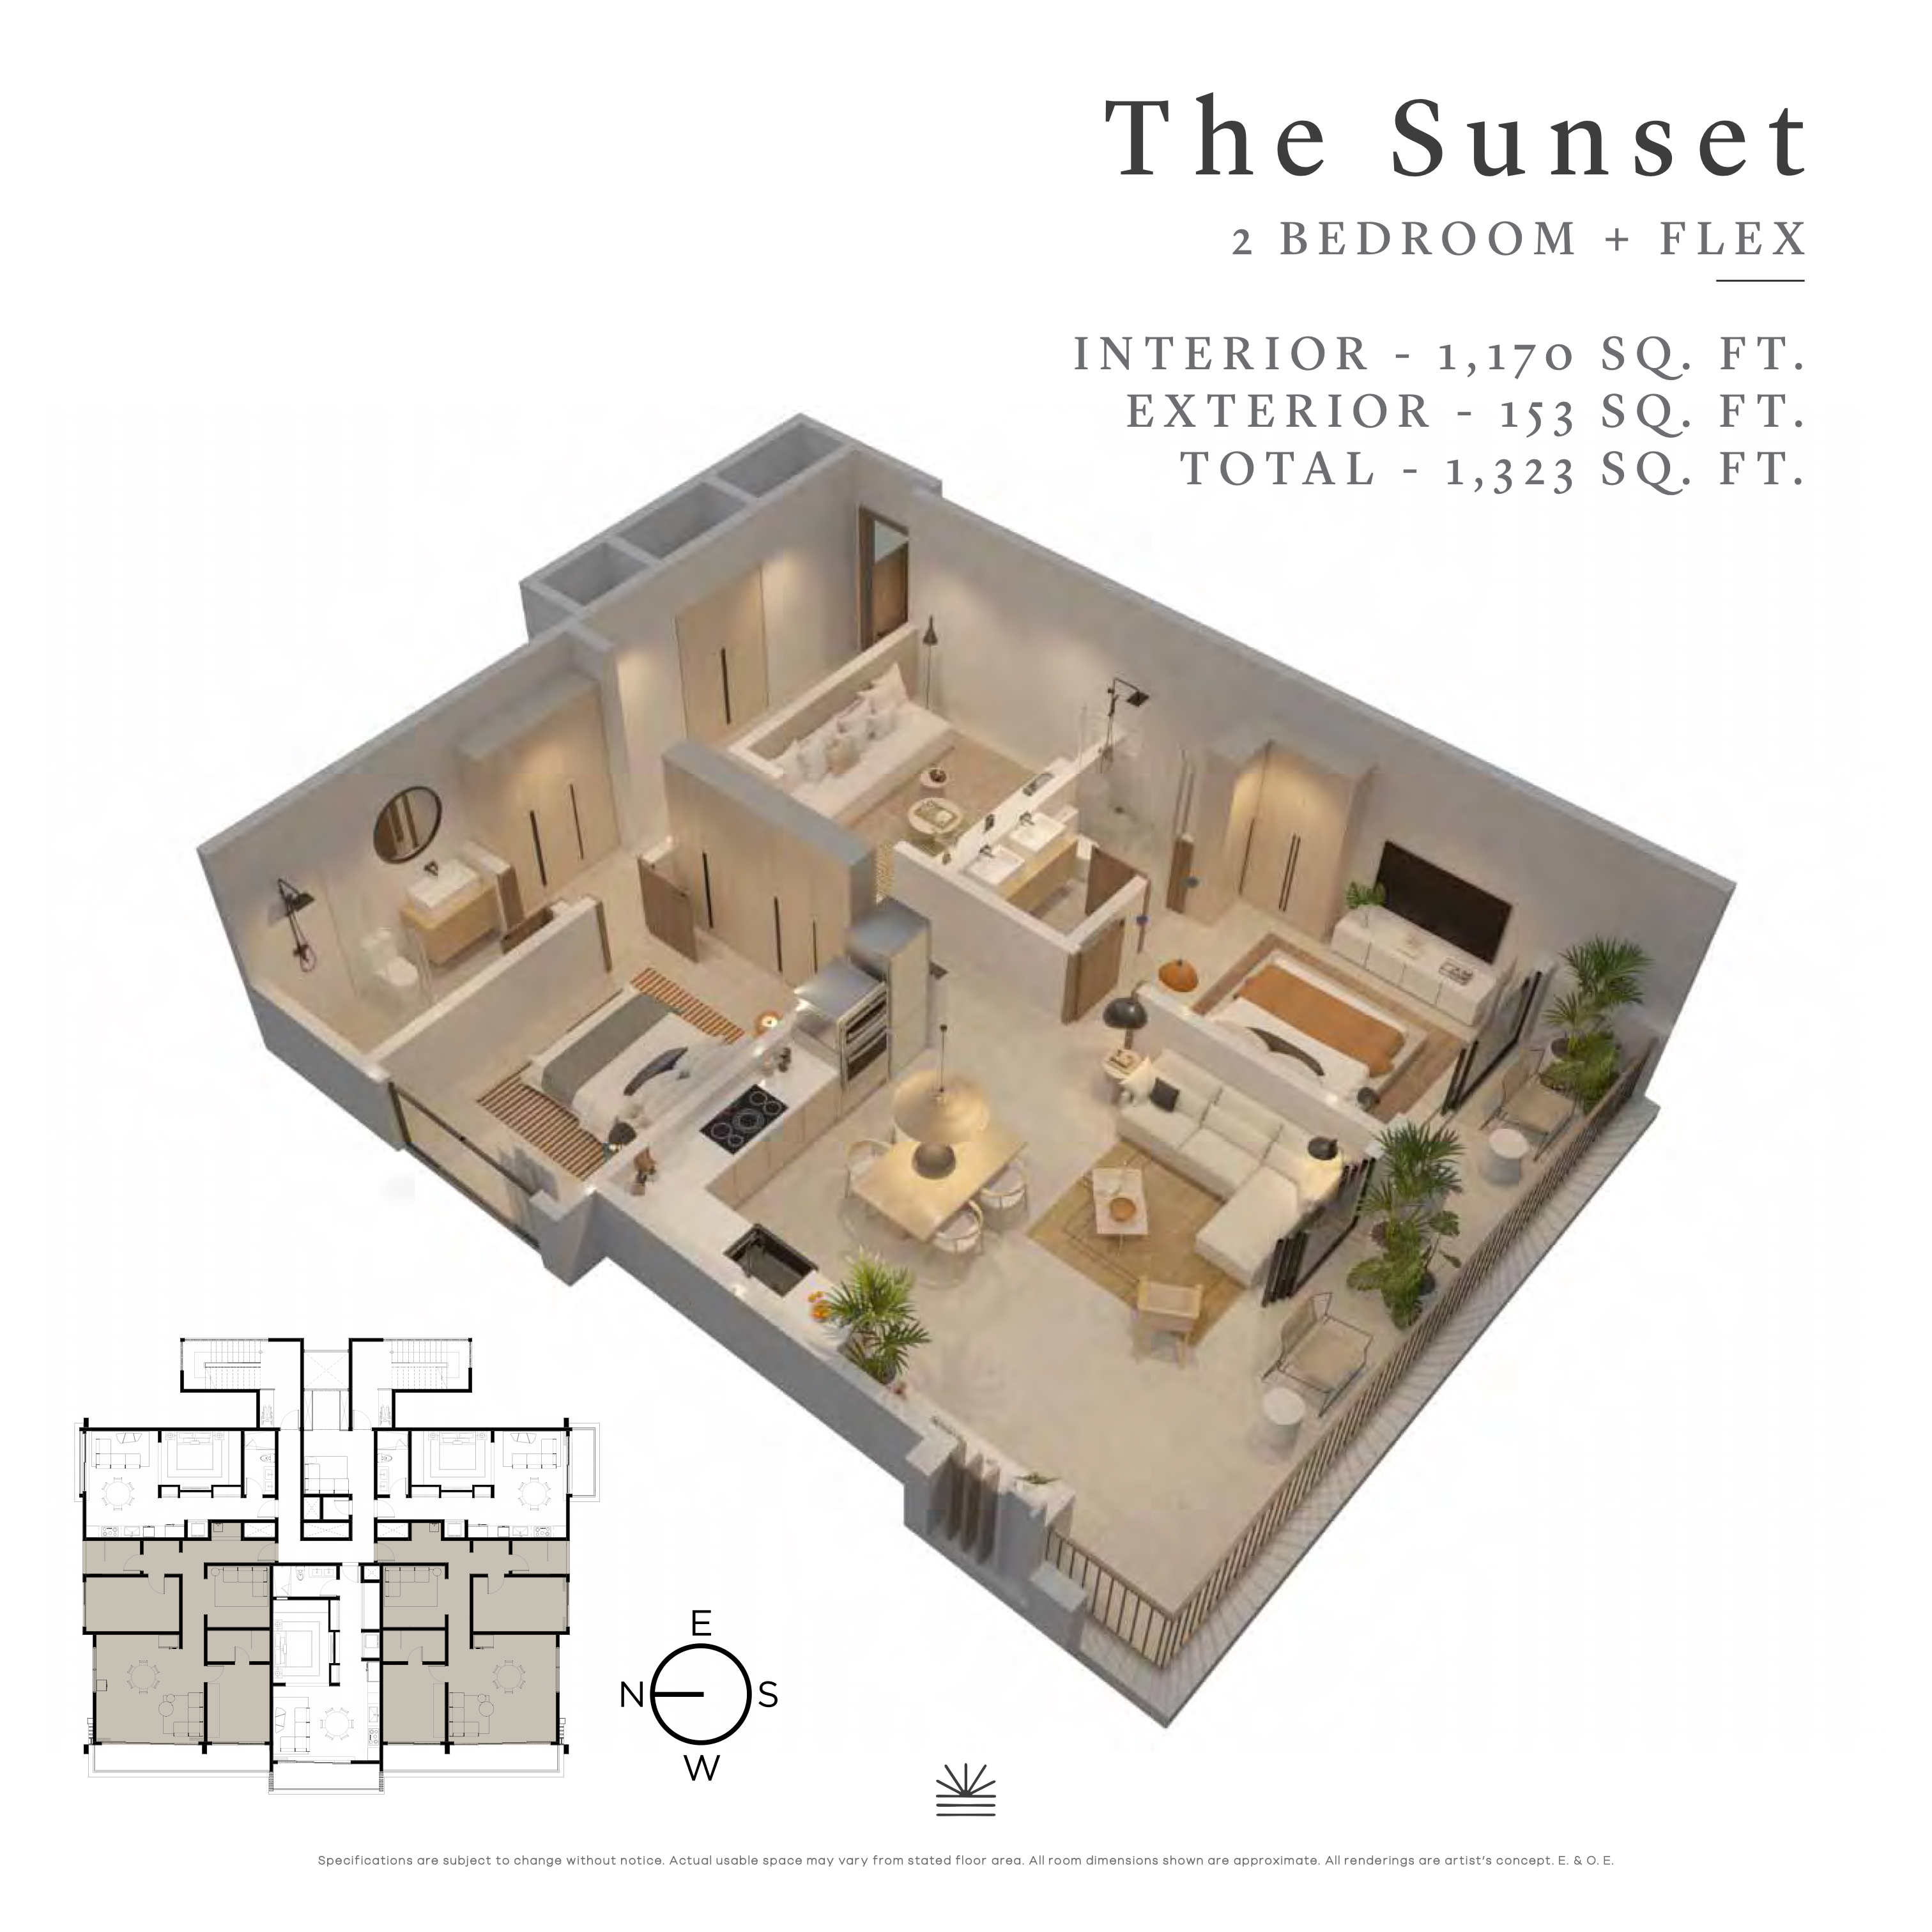 The Sunset
2 BEDROOM + FLEX
INTERIOR - 1,170 SQ. FT.
EXTERIOR - 153 SQ. FT.
TOTAL - 1,323 SQ. FT.
E
N S
W
Specifications are subject to change without notice. Actual usable space may vary from stated floor area. All room dimensions shown are approximate. All renderings are artist's concept. E. & O. E.